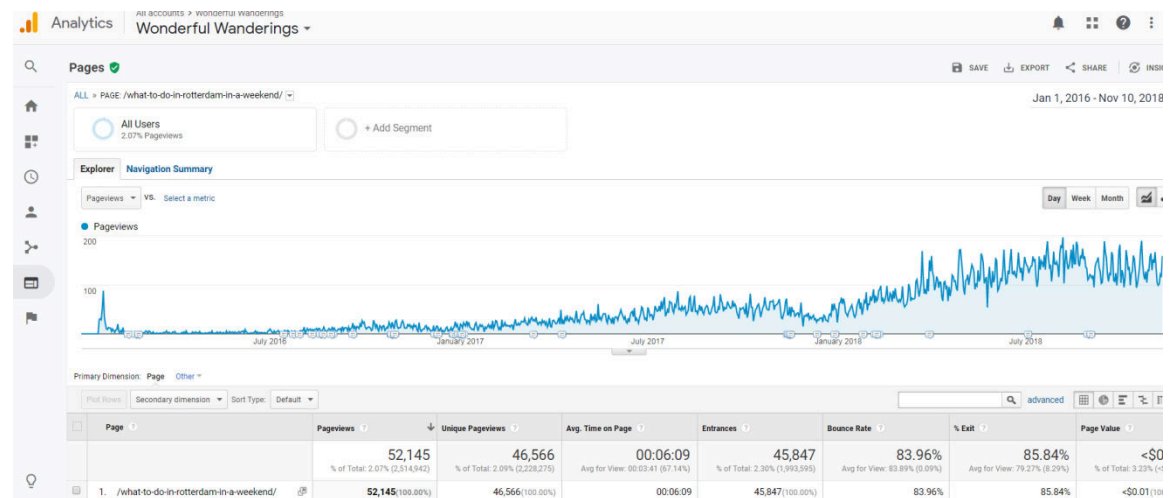 All accounts > Wonderful Wanderings
Analytics
Wonderful Wanderings
Pages
SAVE EXPORT SHARE
ALL » PAGE: /what-to-do-in-rotterdam-in-a-weekend/
Jan 1, 2016 - Nov 10, 2018
All Users
2.07% Pageviews
+ Add Segment
Explorer Navigation Summary
Pageviews VS. Select a metric
Day Week Month
Pageviews
200
100
July 2016 January 2017 July 2017 January 2018 July 2018
Primary Dimension: Page Other
Plot Rows Secondary dimension Sort Type: Default advanced
Page Pageviews Unique Pageviews Avg. Time on Page Entrances Bounce Rate % Exit Page Value
52,145 46,566 00:06:09 45,847 83.96% 85.84% <$0
% of Total: 2.07% (2,514,942) % of Total: 2.09% (2,228,275) Avg for View: 00:03:41 (67.14%) % of Total: 2.30% (1,993,595) Avg for View: 83.89% (0.09%) Avg for View: 79.27% (8.29%) % of Total: 3.23%
1. /what-to-do-in-rotterdam-in-a-weekend/ 52,145(100.00%) 46,566(100.00%) 00:06:09 45,847(100.00%) 83.96% 85.84% <$0.01